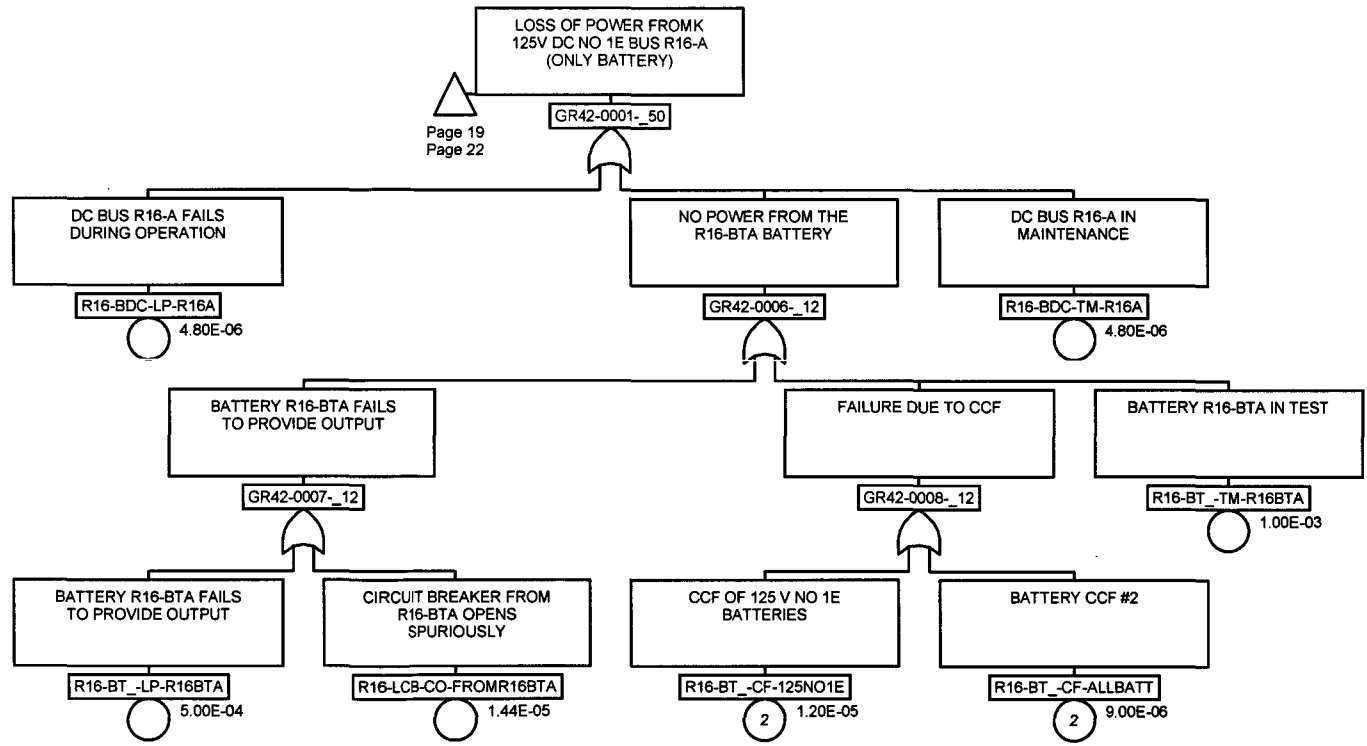 LOSS OF POWER FROMK
125V DC NO 1E BUS R16-A
(ONLY BATTERY)
GR42-0001-_50
Page 19
Page 22
DC BUS R16-A FAILS
DURING OPERATION
R16-BDC-LP-R16A
4.80E-06
NO POWER FROM THE
R16-BTA BATTERY
GR42-0006-_12
DC BUS R16-A IN
MAINTENANCE
R16-BDC-TM-R16A
4.80E-06
BATTERY R16-BTA FAILS
TO PROVIDE OUTPUT
GR42-0007-_12
FAILURE DUE TO CCF
GR42-0008-_12
BATTERY R16-BTA IN TEST
R16-BT_-TM-R16BTA
1.00E-03
BATTERY R16-BTA FAILS
TO PROVIDE OUTPUT
R16-BT_-LP-R16BTA
5.00E-04
CIRCUIT BREAKER FROM
R16-BTA OPENS
SPURIOUSLY
R16-LCB-CO-FROMR16BTA
1.44E-05
CCF OF 125 V NO 1E
BATTERIES
R16-BT_-CF-125NO1E
2
1.20E-05
BATTERY CCF #2
R16-BT_-CF-ALLBATT
2
9.00E-06